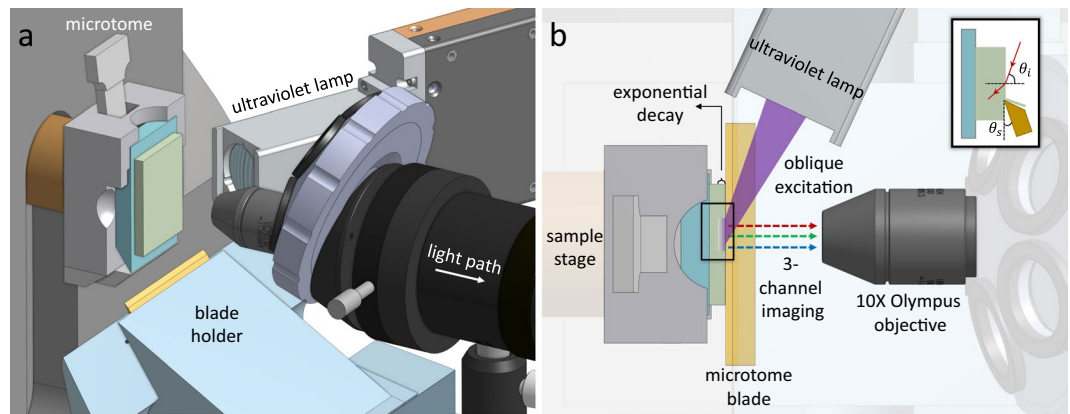 a
microtome
ultraviolet lamp
light path
blade
holder
b
ultraviolet lamp
θi
θs
exponential
decay
oblique
excitation
sample
stage
3-
channel
imaging
10X Olympus
objective
microtome
blade